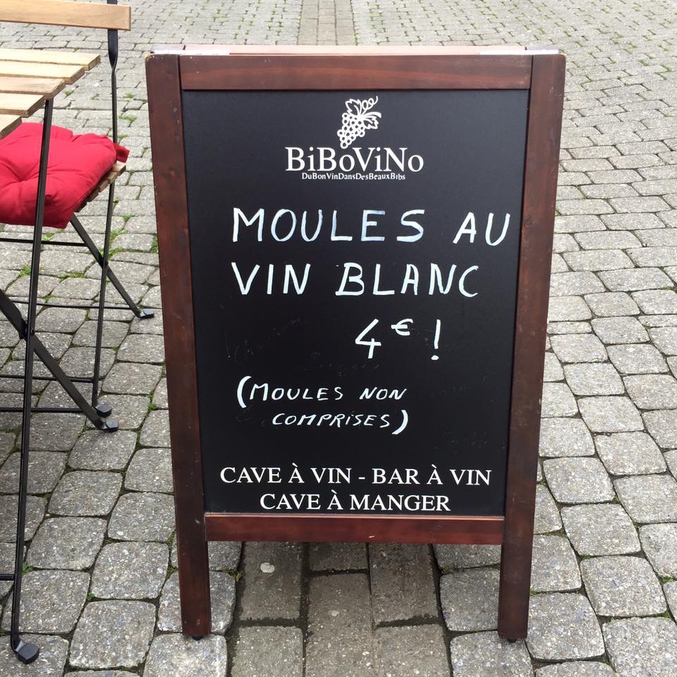 BiBoViNo
DuBonVinDansDesBeauxBibs
MOULES AU
VIN BLANC
4€ !
(MOULES NON
COMPRISES)
CAVE À VIN - BAR À VIN
CAVE À MANGER